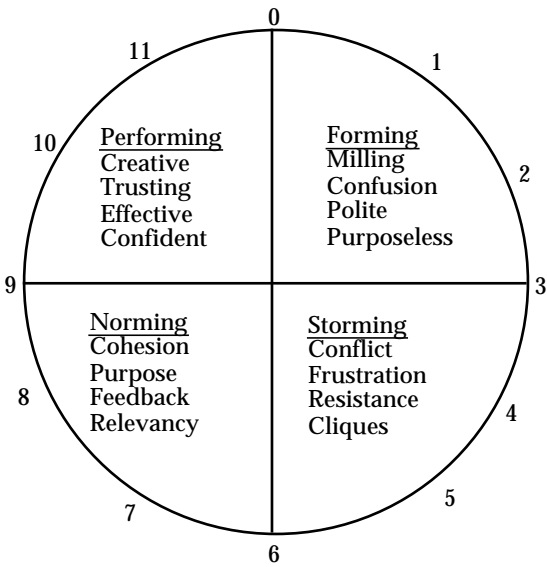 0
11
1
10
2
Performing
Creative
Trusting
Effective
Confident
Forming
Milling
Confusion
Polite
Purposeless
9
3
Norming
Cohesion
Purpose
Feedback
Relevancy
Storming
Conflict
Frustration
Resistance
Cliques
8
4
7
5
6